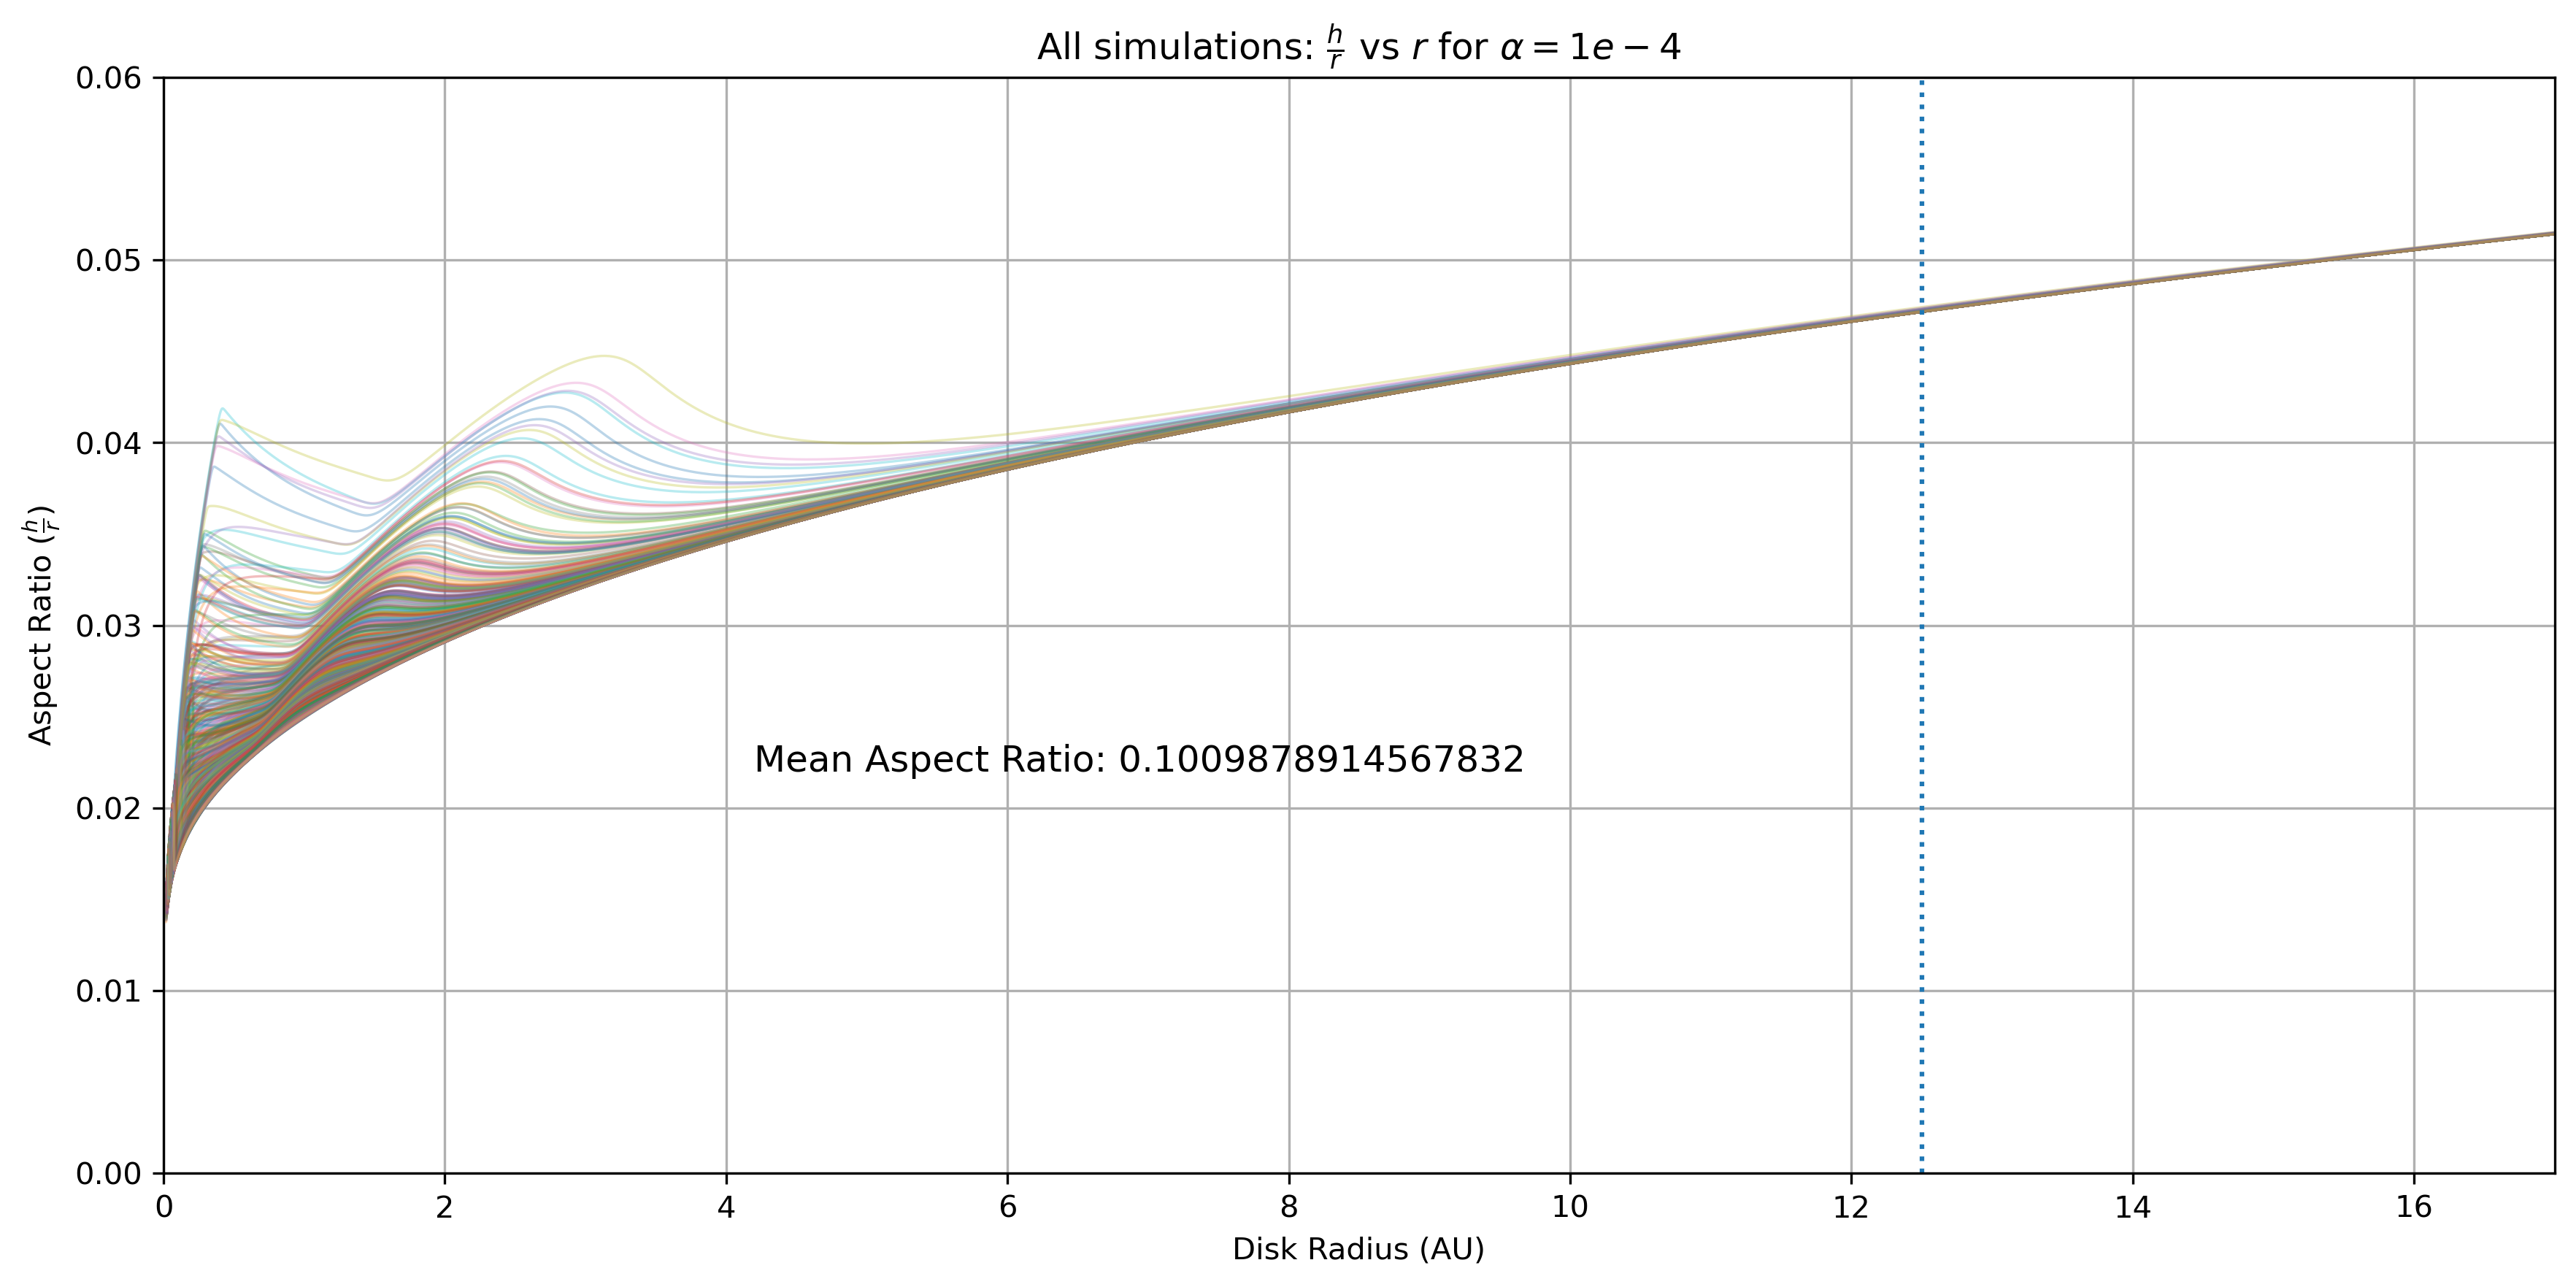 All simulations: h/r vs r for α = 1e − 4
0.06
0.05
0.04
0.03
0.02
0.01
0.00
Aspect Ratio (h/r)
Mean Aspect Ratio: 0.1009878914567832
0 2 4 6 8 10 12 14 16
Disk Radius (AU)